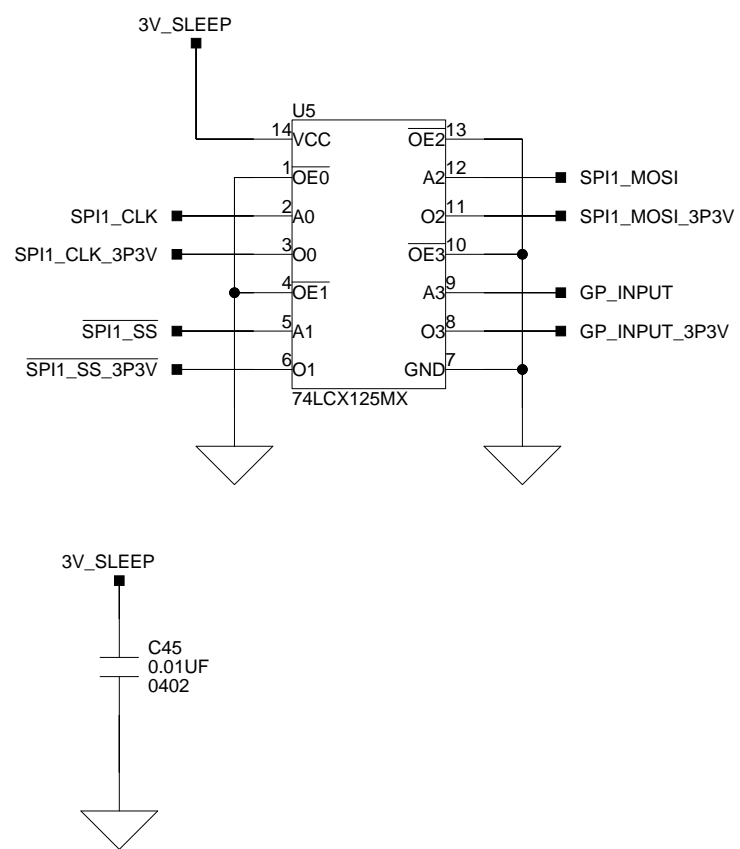 3V_SLEEP
U5
14 VCC OE2 13
1 OE0 A2 12 SPI1_MOSI
SPI1_CLK 2 A0 O2 11 SPI1_MOSI_3P3V
SPI1_CLK_3P3V 3 O0 OE3 10
4 OE1 A3 9 GP_INPUT
SPI1_SS 5 A1 O3 8 GP_INPUT_3P3V
SPI1_SS_3P3V 6 O1 GND 7
74LCX125MX
3V_SLEEP
C45
0.01UF
0402